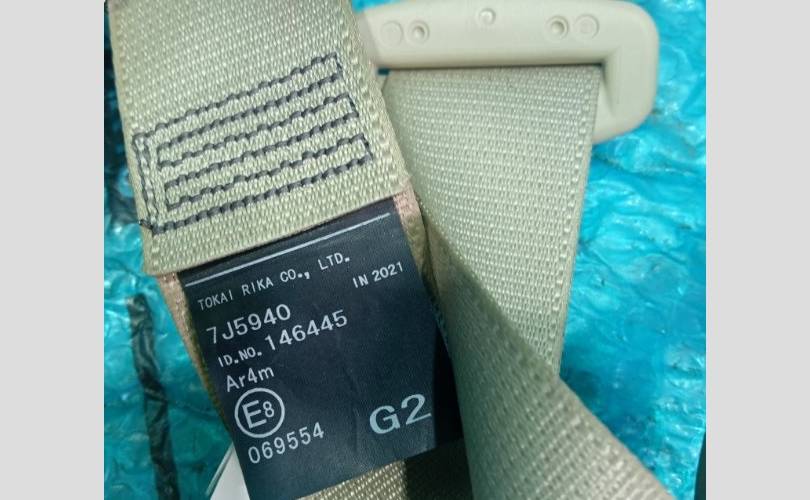 TOKAI RIKA CO., LTD.
IN 2021
7J5940
ID.NO. 146445
Ar4m
E8
069554
G2